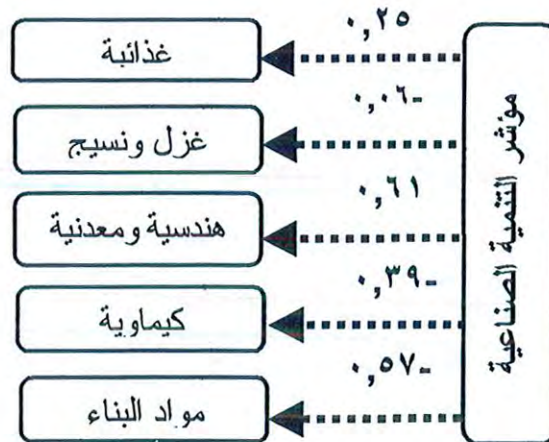 مؤشر التنمية الصناعية
٠,٢٥
غذائبة
٠,٠٦-
غزل ونسيج
٠,٦١
هندسية ومعدنية
٠,٣٩-
كيماوية
٠,٥٧-
مواد البناء